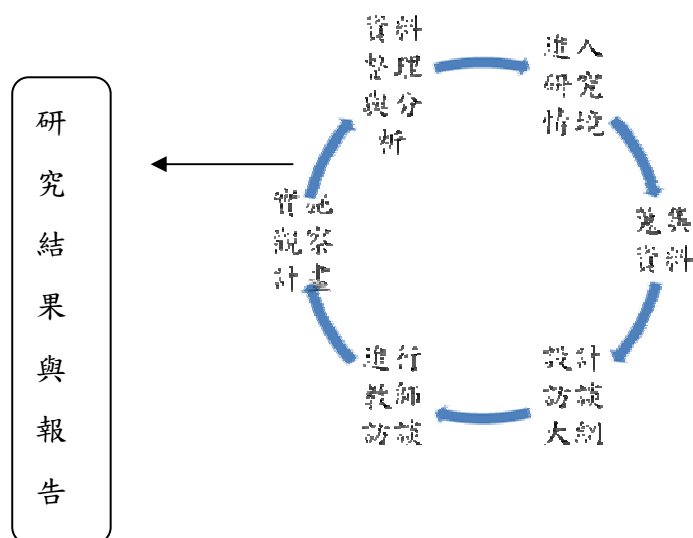 研
究
結
果
與
報
告
資料
整理
與分
析
進入
研究
情境
蒐集
資料
設計
訪談
大綱
進行
教師
訪談
實施
觀察
計畫